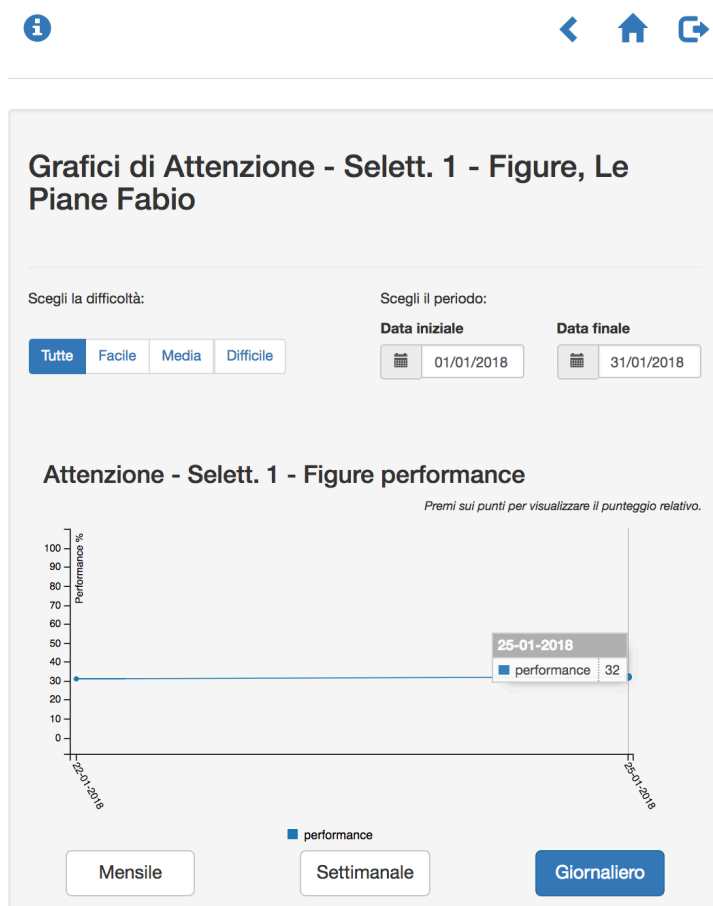 Grafici di Attenzione - Selett. 1 - Figure, Le
Piane Fabio
Scegli la difficoltà:
Tutte Facile Media Difficile
Scegli il periodo:
Data iniziale Data finale
01/01/2018 31/01/2018
Attenzione - Selett. 1 - Figure performance
Premi sui punti per visualizzare il punteggio relativo.
Performance %
100
90
80
70
60
50
40
30
20
10
0
25-01-2018
performance 32
22-01-2018 25-01-2018
performance
Mensile Settimanale Giornaliero